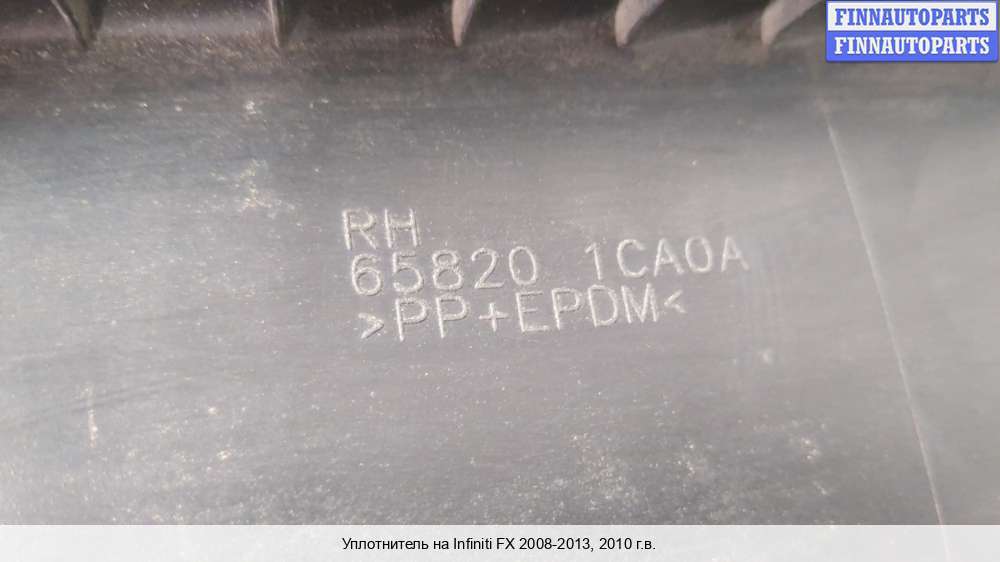 FINNAUTOPARTS
FINNAUTOPARTS
RH
65820 1CA0A
>PP+EPDM<
Уплотнитель на Infiniti FX 2008-2013, 2010 г.в.